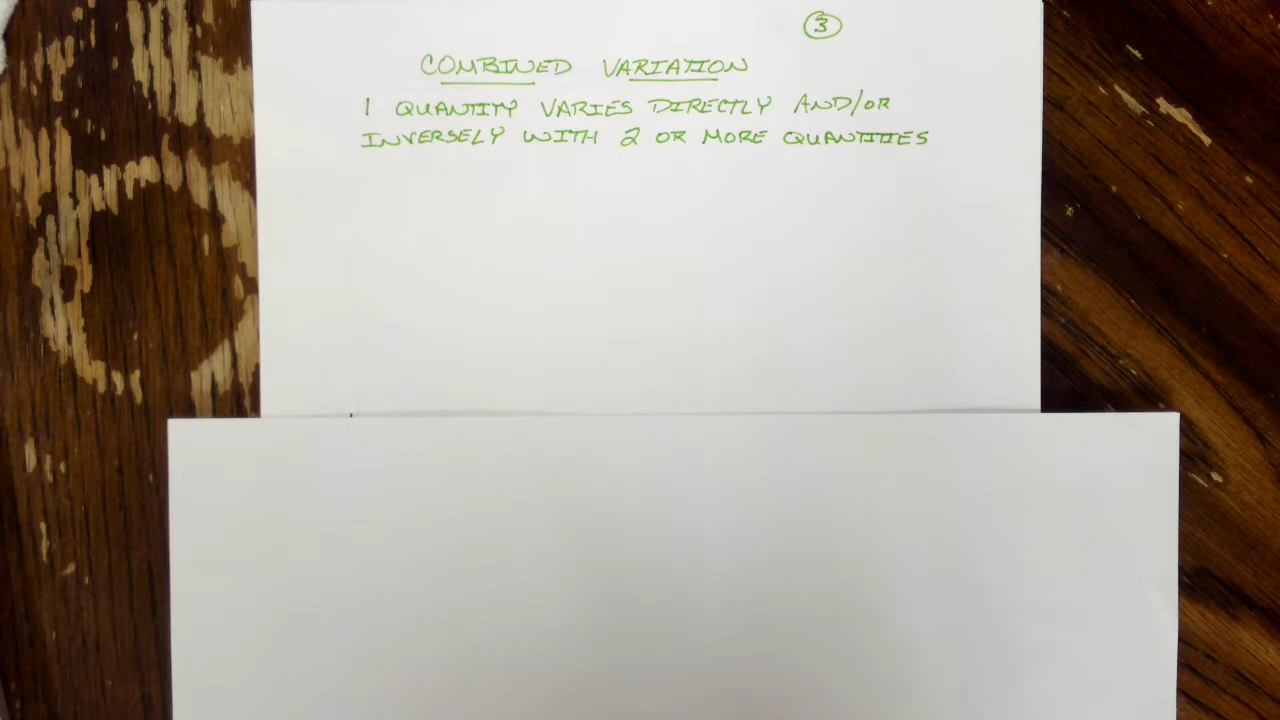 3
COMBINED VARIATION
1 QUANTITY VARIES DIRECTLY AND/OR
INVERSELY WITH 2 OR MORE QUANTITIES